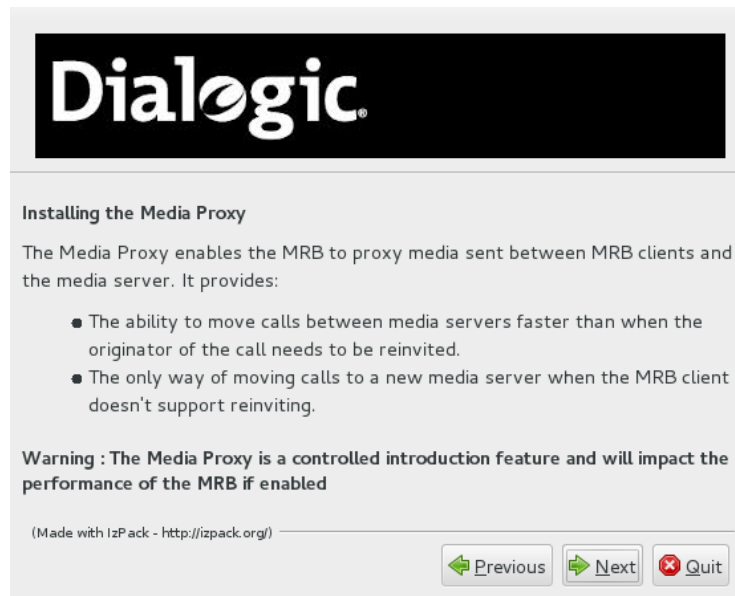 Dialogic®
Installing the Media Proxy
The Media Proxy enables the MRB to proxy media sent between MRB clients and
the media server. It provides:
The ability to move calls between media servers faster than when the
originator of the call needs to be reinvited.
The only way of moving calls to a new media server when the MRB client
doesn't support reinviting.
Warning : The Media Proxy is a controlled introduction feature and will impact the
performance of the MRB if enabled
(Made with IzPack - http://izpack.org/)
Previous Next Quit